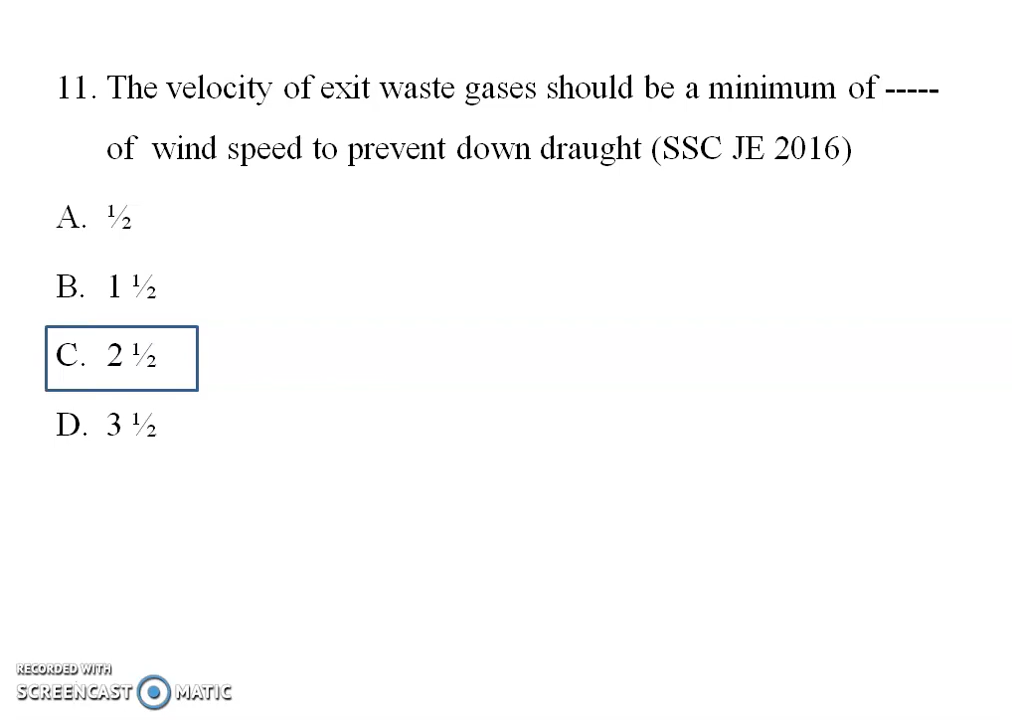 11. The velocity of exit waste gases should be a minimum of -----
of wind speed to prevent down draught (SSC JE 2016)
A. ½
B. 1 ½
C. 2 ½
D. 3 ½
RECORDED WITH
SCREENCAST MATIC